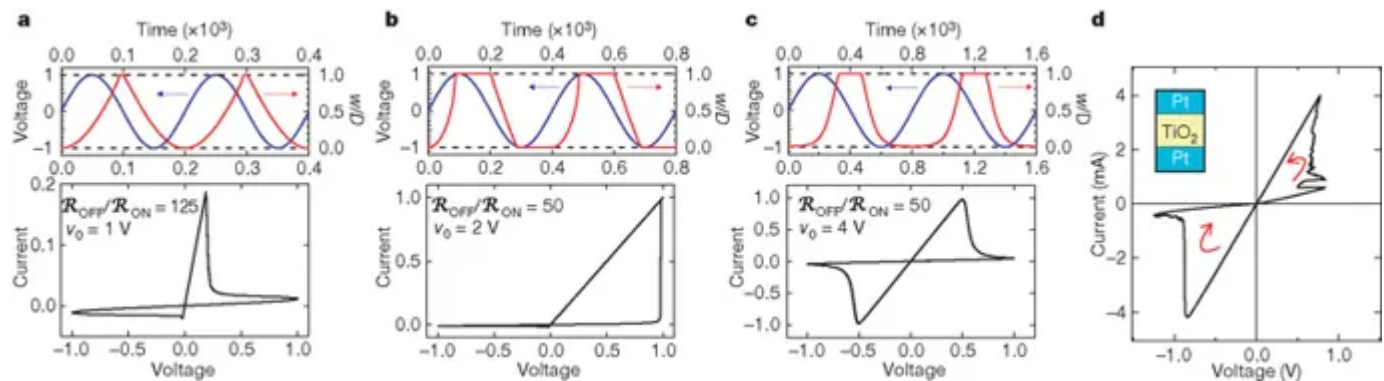 a
Time (×10³)
0.0 0.1 0.2 0.3 0.4
Voltage
1
0
−1
1.0
0.5
0.0
w/D
0.0 0.1 0.2 0.3 0.4
0.2
0.1
0.0
Current
ℛOFF/ℛON = 125
v0 = 1 V
−1.0 −0.5 0.0 0.5 1.0
Voltage
b
Time (×10³)
0.0 0.2 0.4 0.6 0.8
Voltage
1
0
−1
1.0
0.5
0.0
w/D
0.0 0.2 0.4 0.6 0.8
1.0
0.5
0.0
Current
ℛOFF/ℛON = 50
v0 = 2 V
−1.0 −0.5 0.0 0.5 1.0
Voltage
c
Time (×10³)
0.0 0.4 0.8 1.2 1.6
Voltage
1
0
−1
1.0
0.5
0.0
w/D
0.0 0.4 0.8 1.2 1.6
1.0
0.5
0.0
−0.5
−1.0
Current
ℛOFF/ℛON = 50
v0 = 4 V
−1.0 −0.5 0.0 0.5 1.0
Voltage
d
4
2
0
−2
−4
Current (mA)
Pt
TiO2
Pt
−1.0 0.0 1.0
Voltage (V)